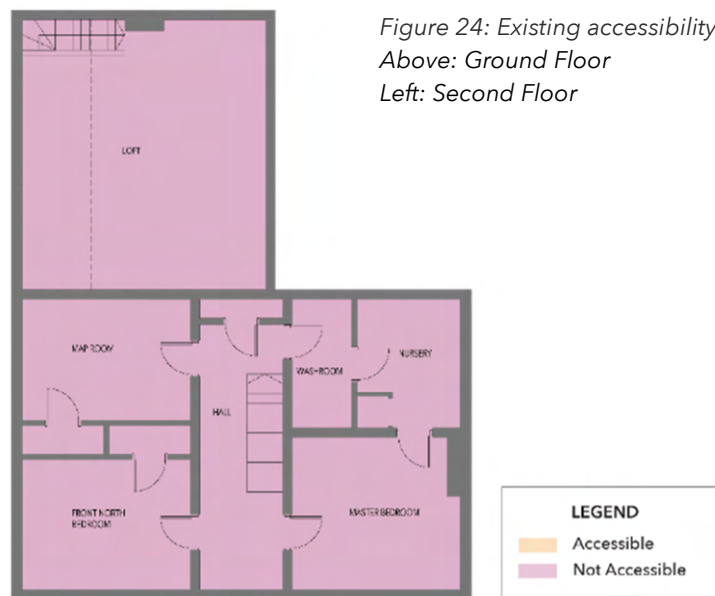 Figure 24: Existing accessibility
Above: Ground Floor
Left: Second Floor
LOFT
MAP ROOM
NURSERY
WASHROOM
HALL
FRONT NORTH
BEDROOM
MASTER BEDROOM
LEGEND
Accessible
Not Accessible